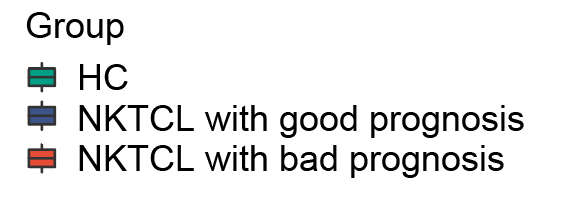 Group
HC
NKTCL with good prognosis
NKTCL with bad prognosis